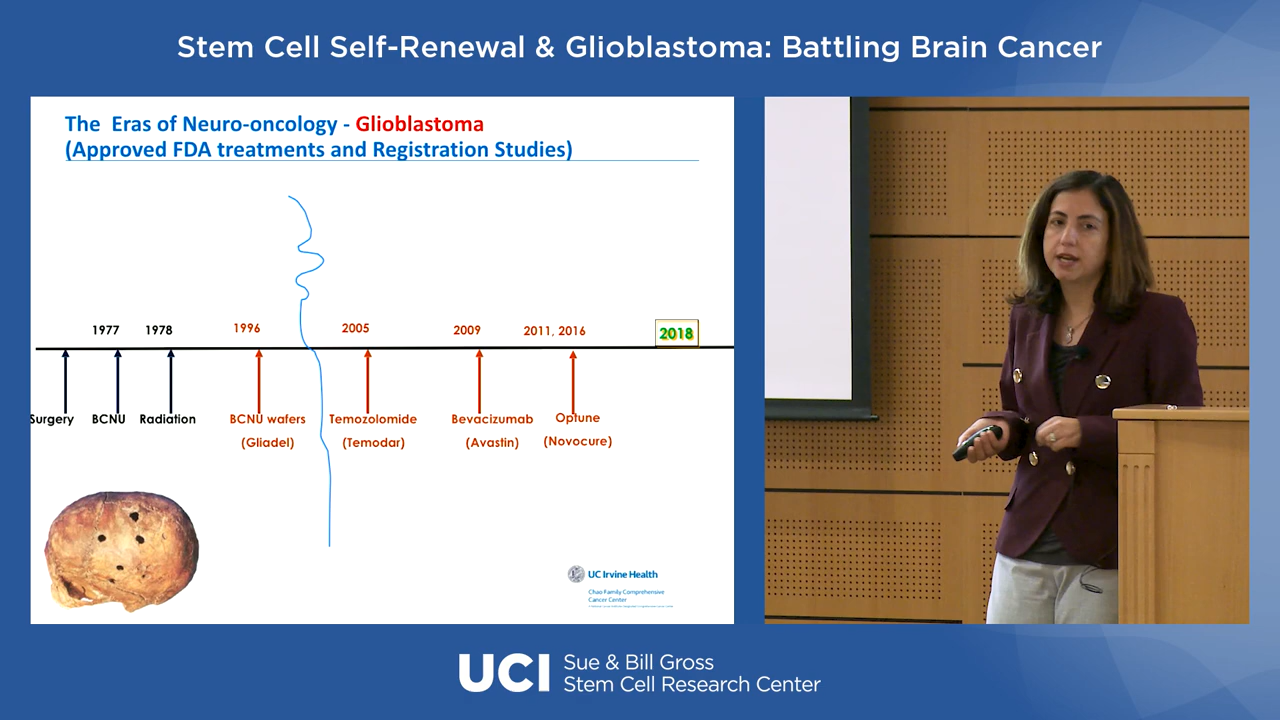 Stem Cell Self-Renewal & Glioblastoma: Battling Brain Cancer
The Eras of Neuro-oncology - Glioblastoma
(Approved FDA treatments and Registration Studies)
1977 1978 1996 2005 2009 2011, 2016 2018
Surgery BCNU Radiation BCNU wafers Temozolomide Bevacizumab Optune
(Gliadel) (Temodar) (Avastin) (Novocure)
UC Irvine Health
Chao Family Comprehensive
Cancer Center
UCI Sue & Bill Gross
Stem Cell Research Center